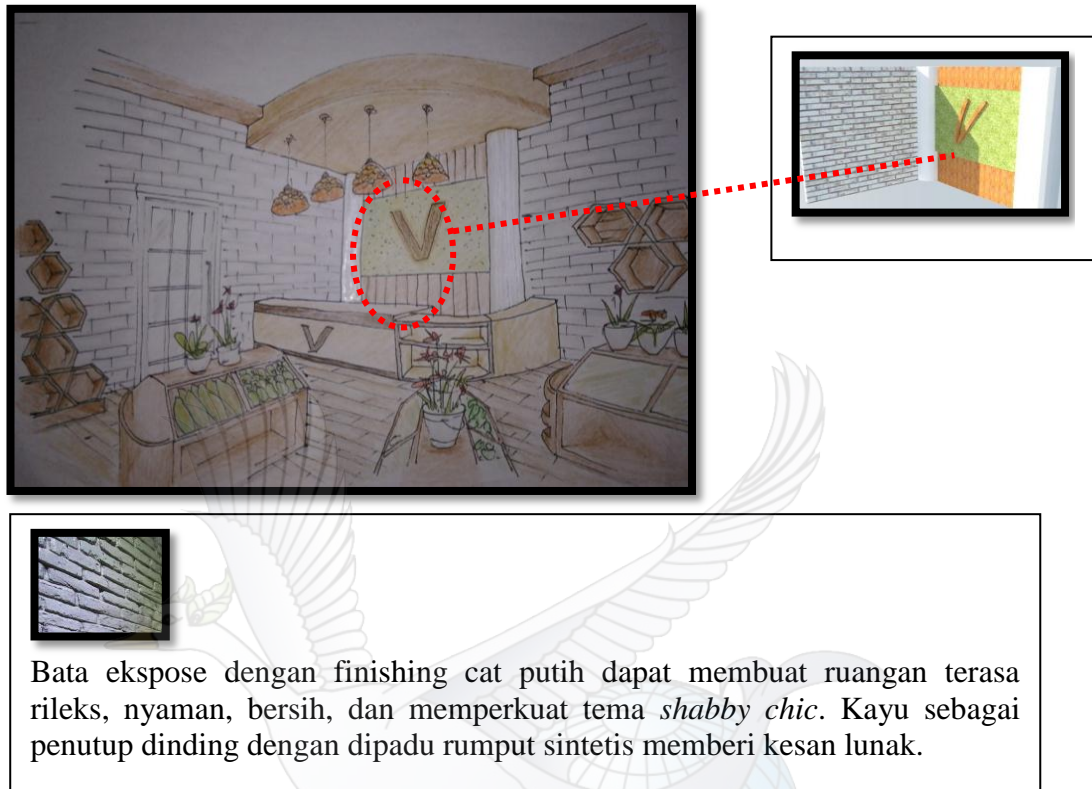 V
V
V
Bata ekspose dengan finishing cat putih dapat membuat ruangan terasa
rileks, nyaman, bersih, dan memperkuat tema shabby chic. Kayu sebagai
penutup dinding dengan dipadu rumput sintetis memberi kesan lunak.